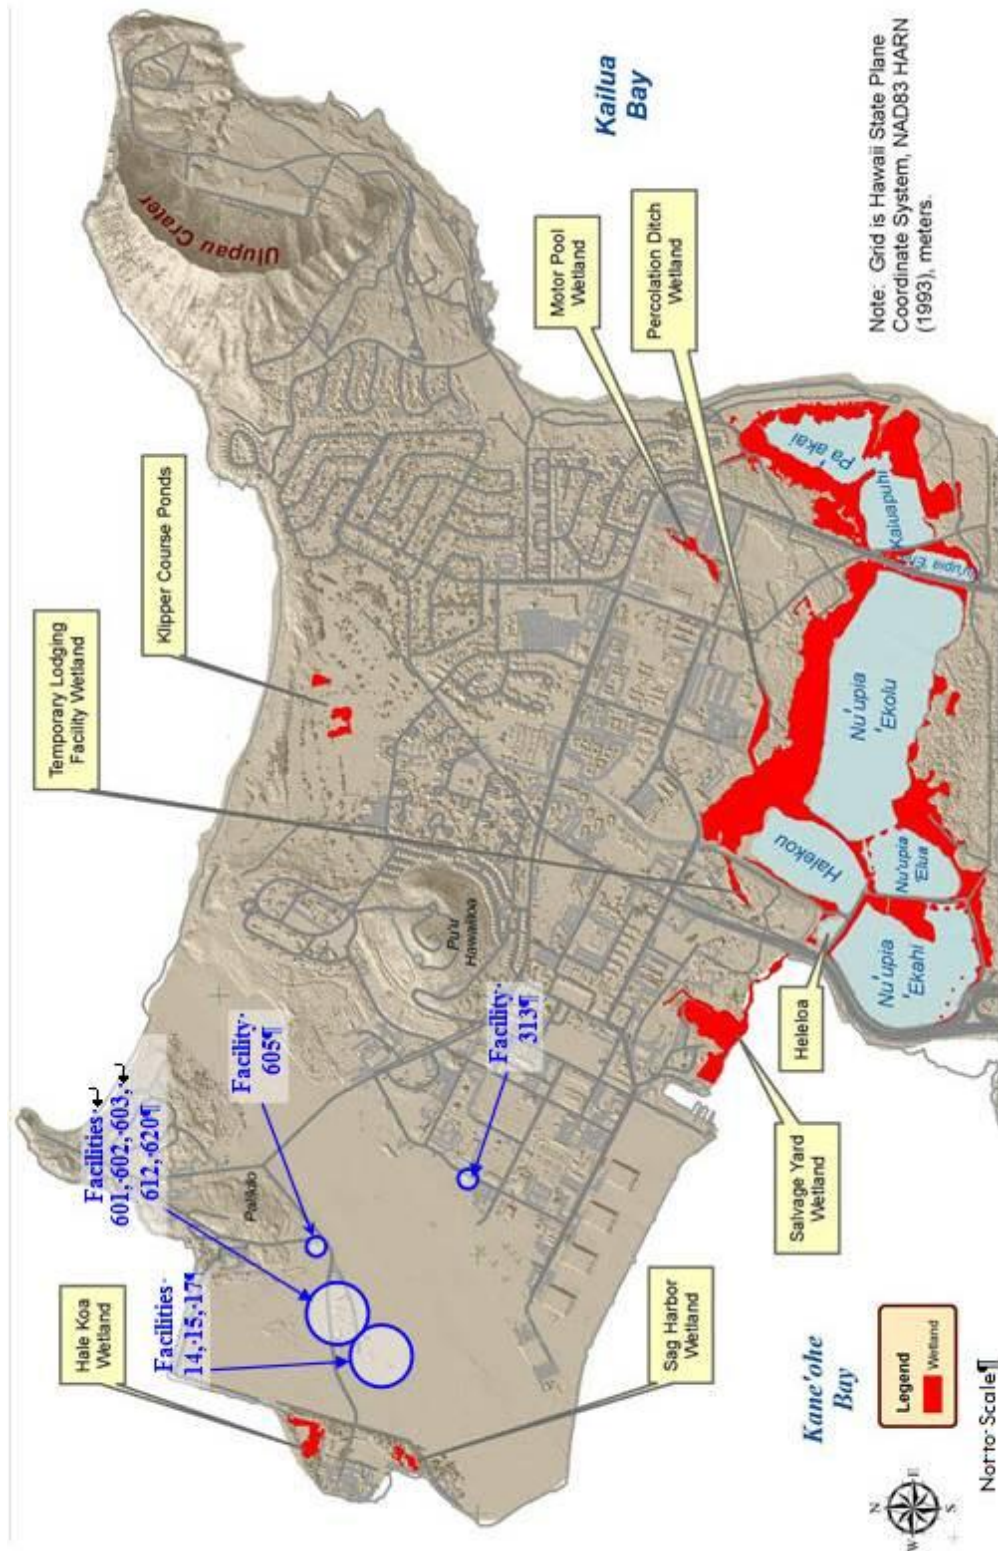 Kailua
Bay
Note: Grid is Hawaii State Plane
Coordinate System, NAD83 HARN
(1993), meters.
Ulupau Crater
Motor Pool
Wetland
Percolation Ditch
Wetland
Klipper Course Ponds
Temporary Lodging
Facility Wetland
Pa'akai
Kaluapuhi
Nu'upia
'Ekolu
Halekou
Nu'upia
'Elua
Nu'upia
'Ekahi
Heleloa
Pu'u
Hawaiiloa
Facility·
313¶
Facility·
605¶
Facilities·↵
601,·602,·603,·↵
612,·620¶
Facilities·
14,·15,·17¶
Hale Koa
Wetland
Sag Harbor
Wetland
Salvage Yard
Wetland
Kane'ohe
Bay
Legend
Wetland
N
E
S
W
Not·to·Scale¶